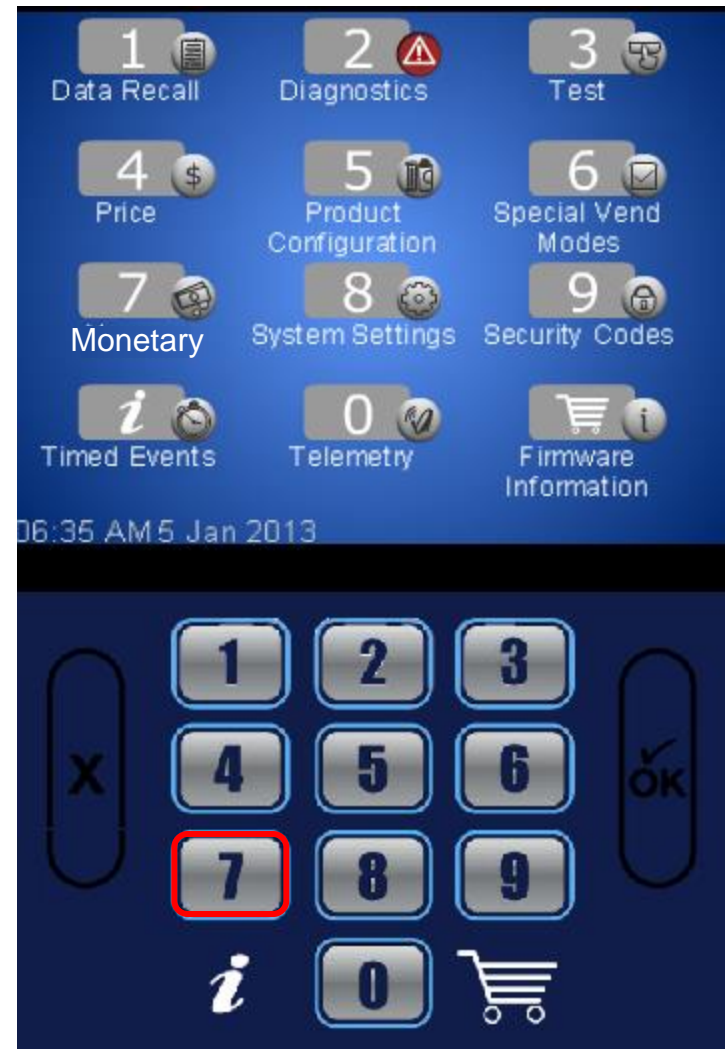 1 2 3
Data Recall Diagnostics Test
4 $ 5 6
Price Product Special Vend
Configuration Modes
7 8 9
Monetary System Settings Security Codes
i 0 i
Timed Events Telemetry Firmware
Information
06:35 AM 5 Jan 2013
1 2 3
X 4 5 6 OK
7 8 9
i 0